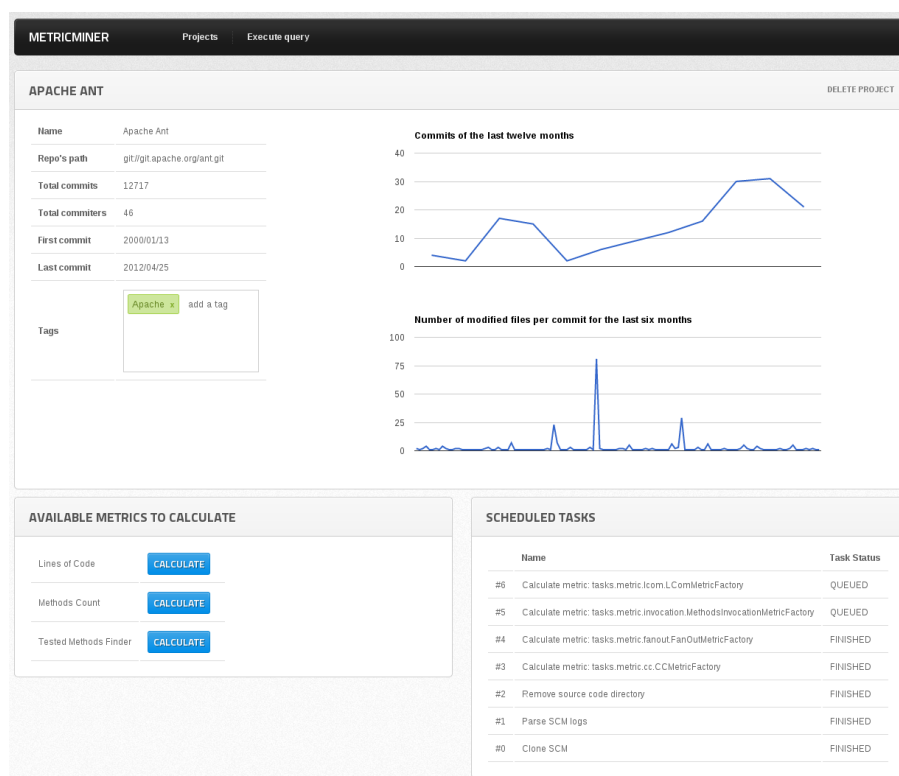 METRICMINER Projects Execute query
APACHE ANT DELETE PROJECT
Name Apache Ant
Repo's path git://git.apache.org/ant.git
Total commits 12717
Total commiters 46
First commit 2000/01/13
Last commit 2012/04/25
Tags Apache x add a tag
Commits of the last twelve months
40
30
20
10
0
Number of modified files per commit for the last six months
100
75
50
25
0
AVAILABLE METRICS TO CALCULATE
Lines of Code CALCULATE
Methods Count CALCULATE
Tested Methods Finder CALCULATE
SCHEDULED TASKS
Name Task Status
#6 Calculate metric: tasks.metric.lcom.LComMetricFactory QUEUED
#5 Calculate metric: tasks.metric.invocation.MethodsInvocationMetricFactory QUEUED
#4 Calculate metric: tasks.metric.fanout.FanOutMetricFactory FINISHED
#3 Calculate metric: tasks.metric.cc.CCMetricFactory FINISHED
#2 Remove source code directory FINISHED
#1 Parse SCM logs FINISHED
#0 Clone SCM FINISHED